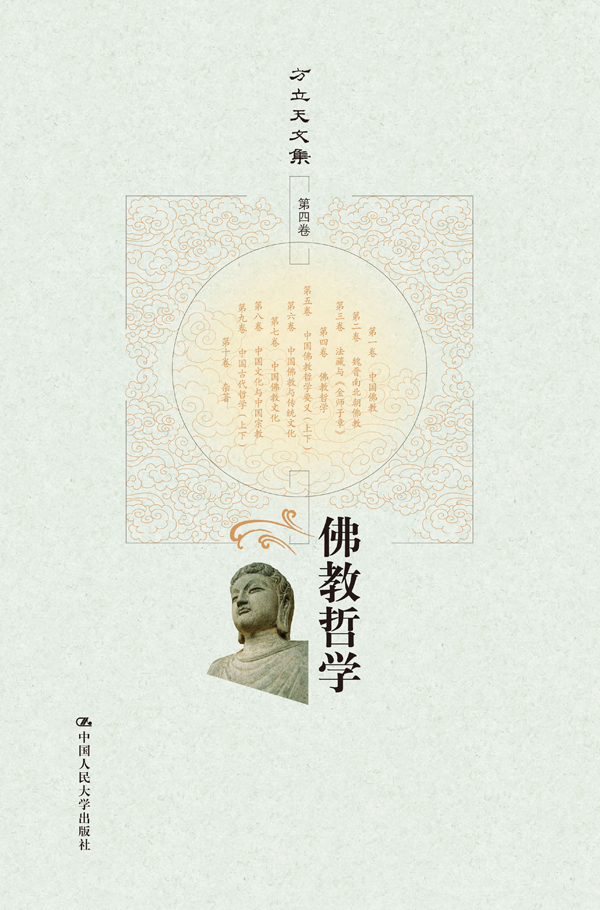 方立天文集
第四卷
第一卷 中国佛教
第二卷 魏晋南北朝佛教
第三卷 法藏与《金师子章》
第四卷 佛教哲学
第五卷 中国佛教哲学要义（上下）
第六卷 中国佛教与传统文化
第七卷 中国佛教文化
第八卷 中国文化与中国宗教
第九卷 中国古代哲学（上下）
第十卷 杂著
佛教哲学
中国人民大学出版社